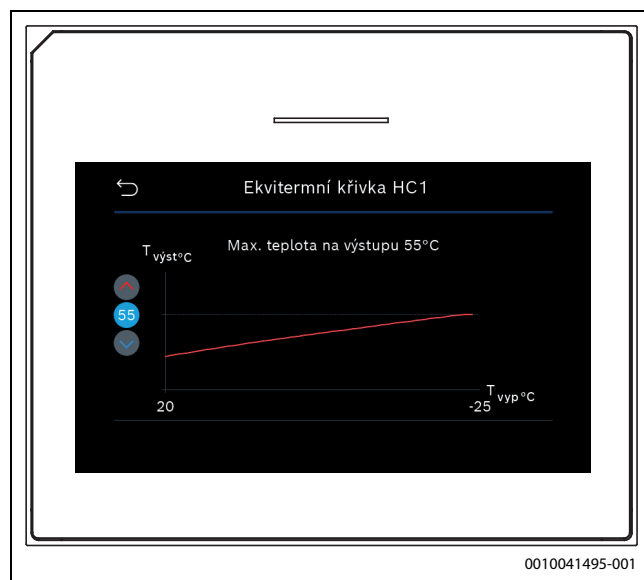 Ekvitermní křivka HC1
Max. teplota na výstupu 55°C
T výst°C
55
20
-25
T vyp°C
0010041495-001